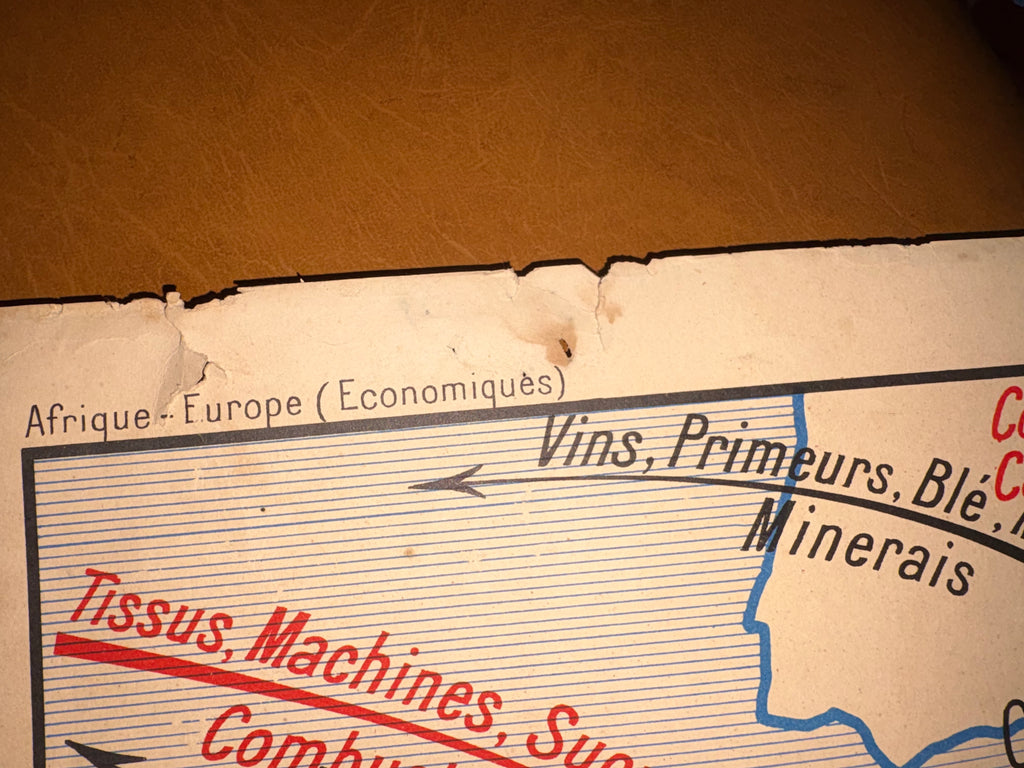 Afrique - Europe (Economiques)
Vins, Primeurs, Blé,
Minerais
Tissus, Machines,